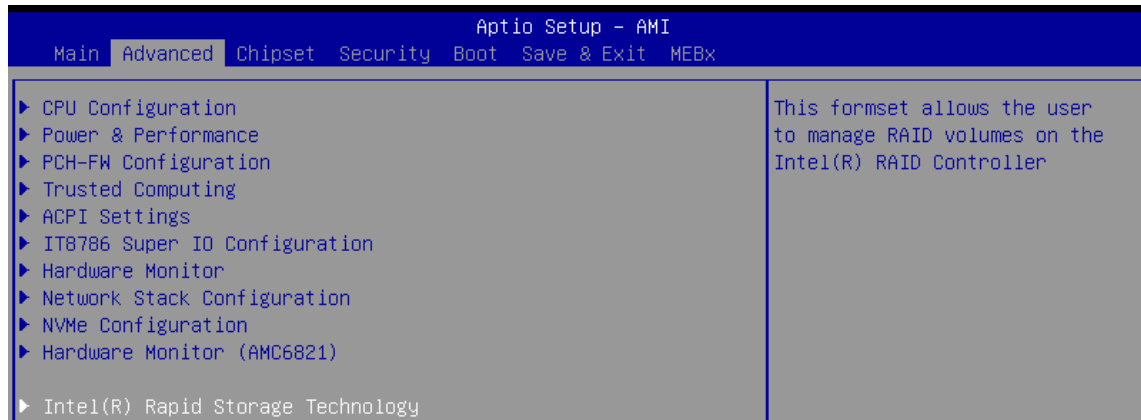 Aptio Setup – AMI
Main Advanced Chipset Security Boot Save & Exit MEBx
CPU Configuration
Power & Performance
PCH-FW Configuration
Trusted Computing
ACPI Settings
IT8786 Super IO Configuration
Hardware Monitor
Network Stack Configuration
NVMe Configuration
Hardware Monitor (AMC6821)
Intel(R) Rapid Storage Technology
This formset allows the user
to manage RAID volumes on the
Intel(R) RAID Controller